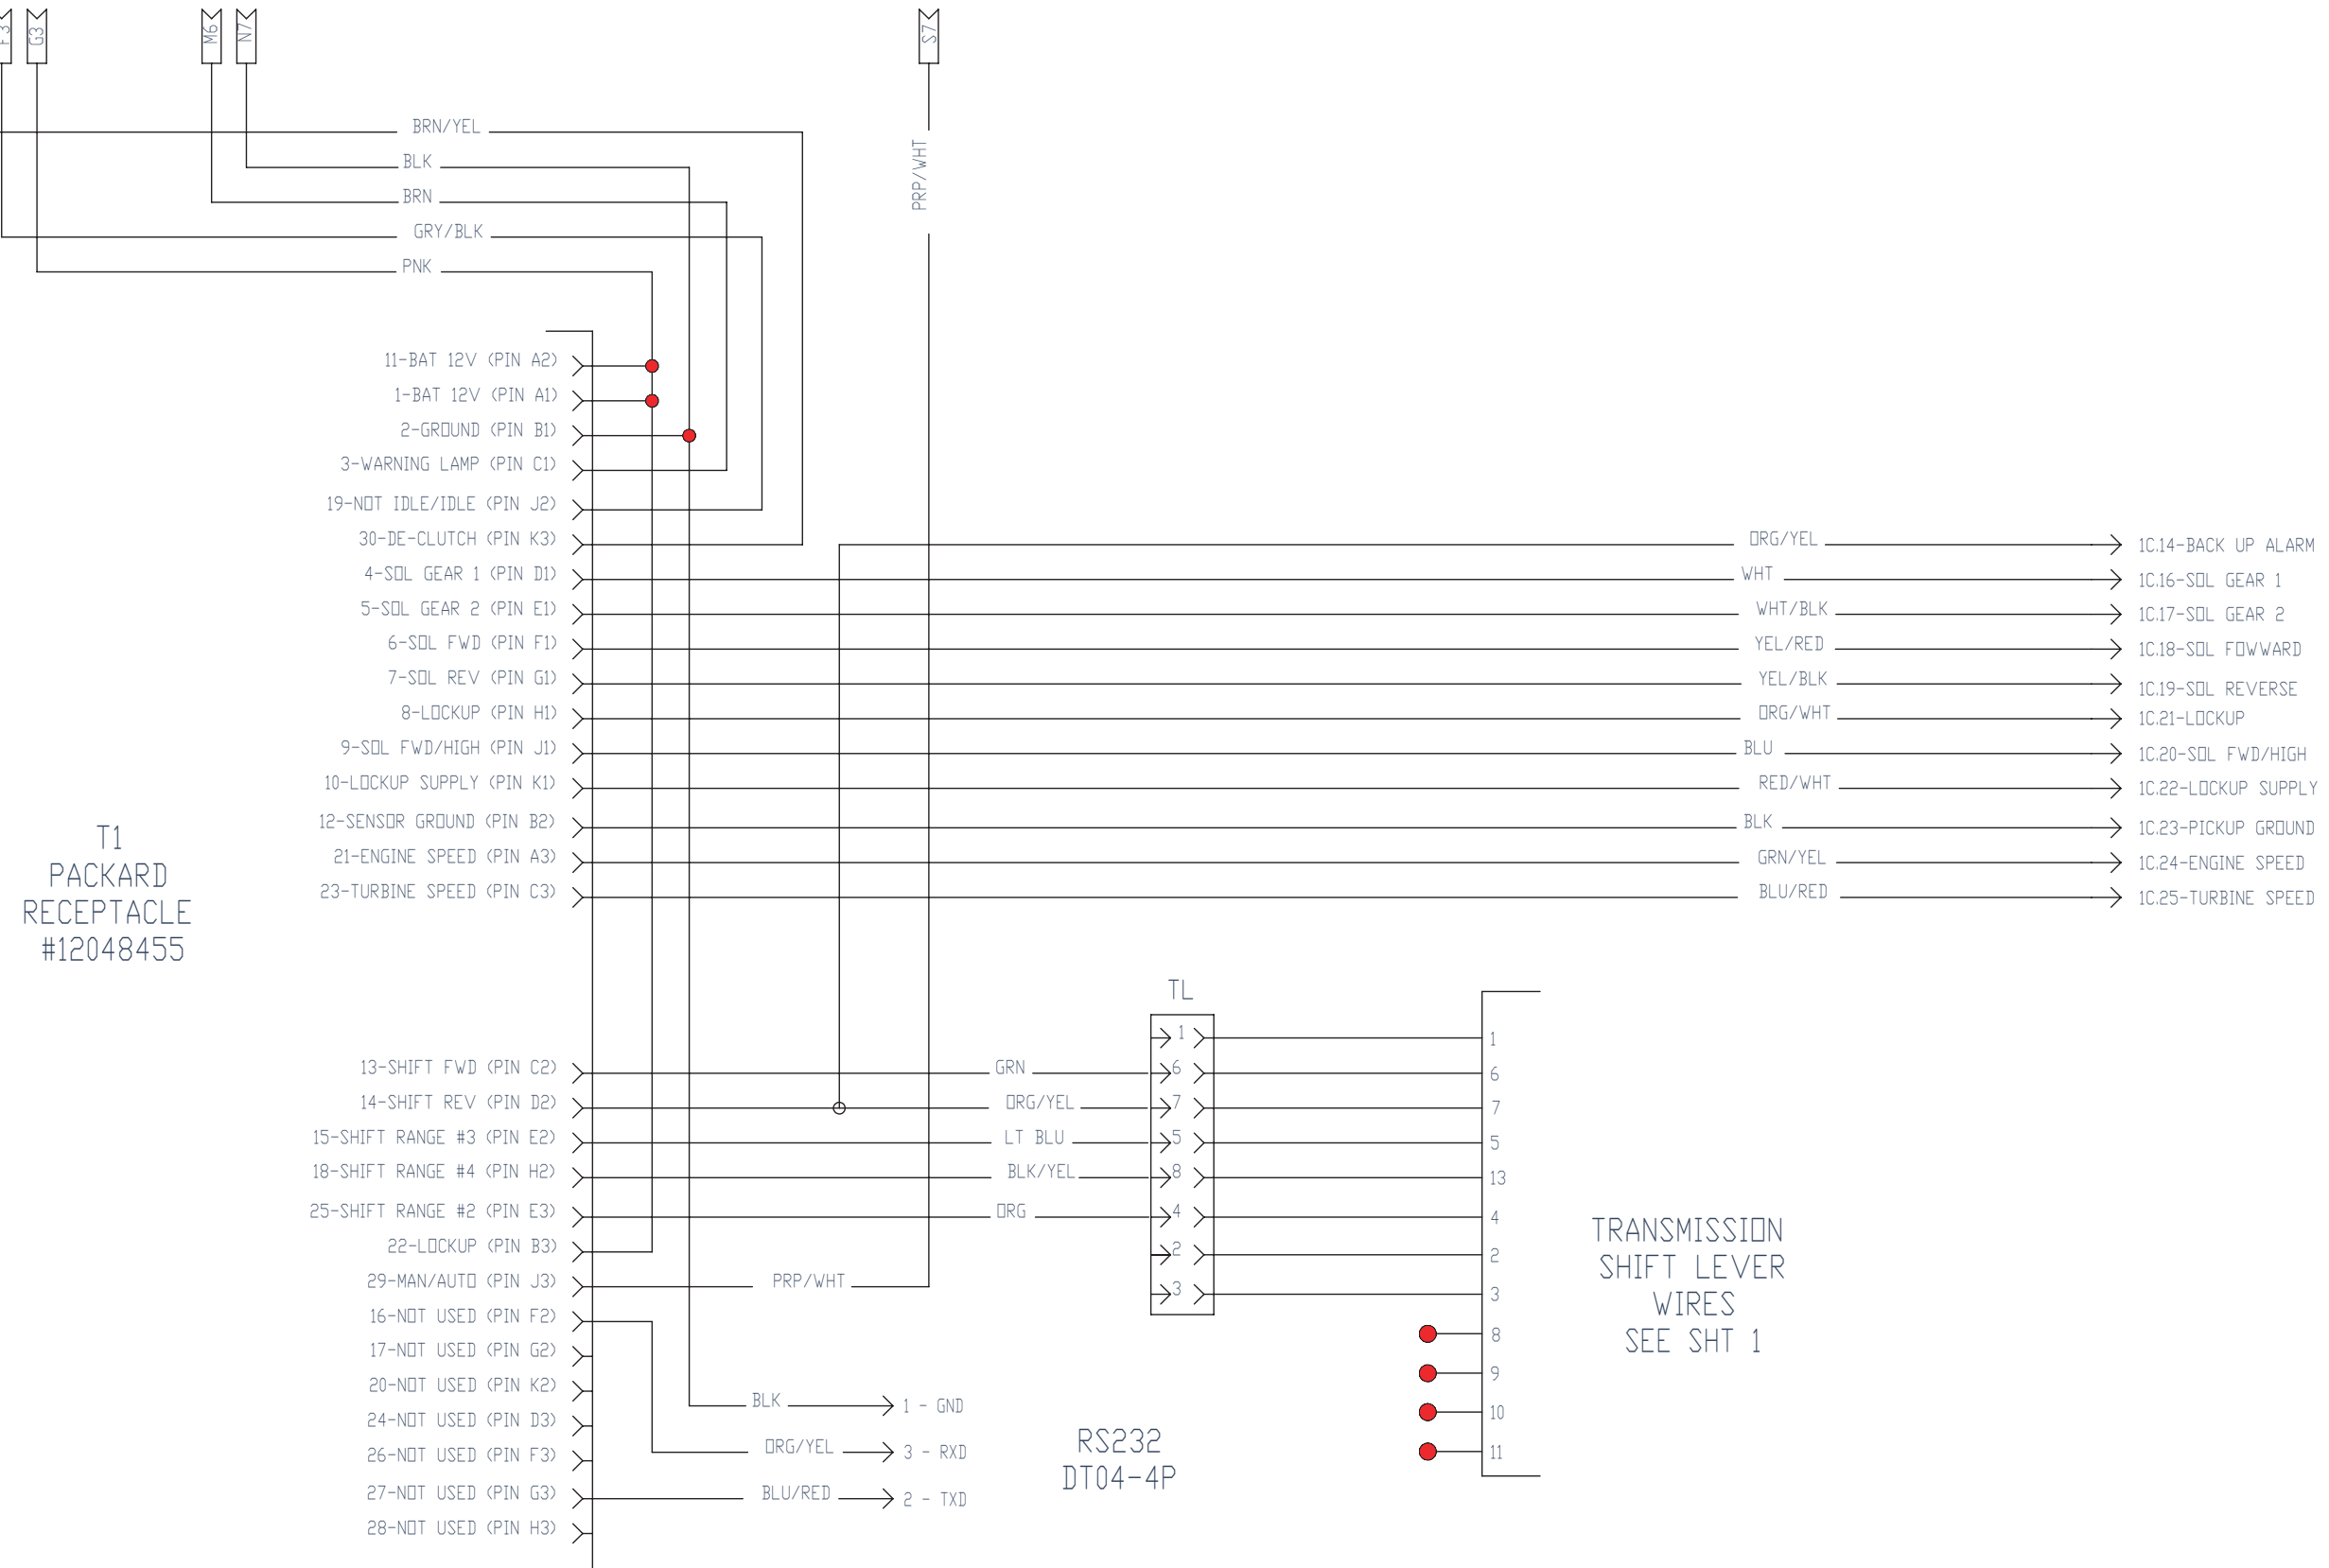 F3
G3
M6
N7
S7
BRN/YEL
BLK
BRN
GRY/BLK
PNK
PRP/WHT
11-BAT 12V (PIN A2)
1-BAT 12V (PIN A1)
2-GROUND (PIN B1)
3-WARNING LAMP (PIN C1)
19-NOT IDLE/IDLE (PIN J2)
30-DE-CLUTCH (PIN K3)
4-SOL GEAR 1 (PIN D1)
5-SOL GEAR 2 (PIN E1)
6-SOL FWD (PIN F1)
7-SOL REV (PIN G1)
8-LOCKUP (PIN H1)
9-SOL FWD/HIGH (PIN J1)
10-LOCKUP SUPPLY (PIN K1)
12-SENSOR GROUND (PIN B2)
21-ENGINE SPEED (PIN A3)
23-TURBINE SPEED (PIN C3)
ORG/YEL
WHT
WHT/BLK
YEL/RED
YEL/BLK
ORG/WHT
BLU
RED/WHT
BLK
GRN/YEL
BLU/RED
1C.14-BACK UP ALARM
1C.16-SOL GEAR 1
1C.17-SOL GEAR 2
1C.18-SOL FOWWARD
1C.19-SOL REVERSE
1C.21-LOCKUP
1C.20-SOL FWD/HIGH
1C.22-LOCKUP SUPPLY
1C.23-PICKUP GROUND
1C.24-ENGINE SPEED
1C.25-TURBINE SPEED
T1
PACKARD
RECEPTACLE
#12048455
13-SHIFT FWD (PIN C2)
14-SHIFT REV (PIN D2)
15-SHIFT RANGE #3 (PIN E2)
18-SHIFT RANGE #4 (PIN H2)
25-SHIFT RANGE #2 (PIN E3)
22-LOCKUP (PIN B3)
29-MAN/AUTO (PIN J3)
16-NOT USED (PIN F2)
17-NOT USED (PIN G2)
20-NOT USED (PIN K2)
24-NOT USED (PIN D3)
26-NOT USED (PIN F3)
27-NOT USED (PIN G3)
28-NOT USED (PIN H3)
GRN
ORG/YEL
LT BLU
BLK/YEL
ORG
PRP/WHT
BLK
ORG/YEL
BLU/RED
1 - GND
3 - RXD
2 - TXD
RS232
DT04-4P
TL
1
6
7
5
8
4
2
3
1
6
7
5
13
4
2
3
8
9
10
11
TRANSMISSION
SHIFT LEVER
WIRES
SEE SHT 1